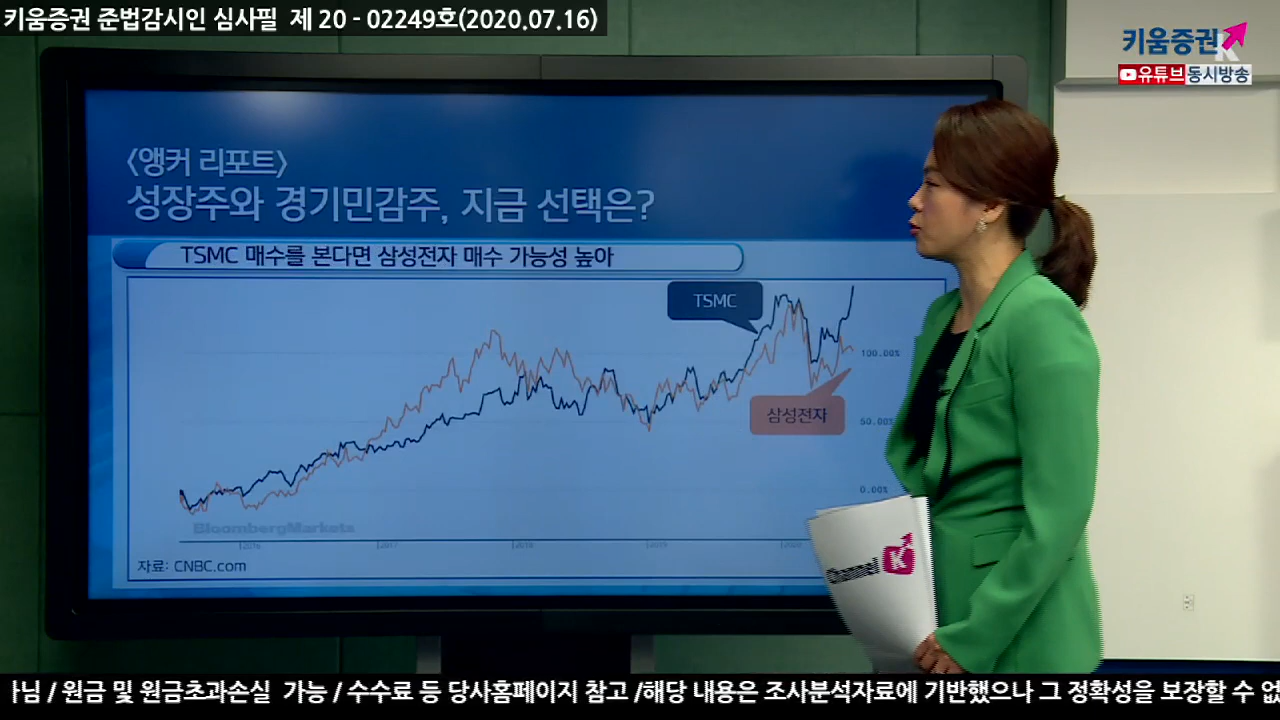 키움증권 준법감시인 심사필 제 20 - 02249호(2020.07.16)
키움증권
유튜브동시방송
<앵커 리포트>
성장주와 경기민감주, 지금 선택은?
TSMC 매수를 본다면 삼성전자 매수 가능성 높아
TSMC
100.00%
삼성전자
50.00%
0.00%
BloombergMarkets
2016 2017 2018 2019 2020
자료: CNBC.com
Channel K
/ 원금 및 원금초과손실 가능 / 수수료 등 당사홈페이지 참고 /해당 내용은 조사분석자료에 기반했으나 그 정확성을 보장할 수